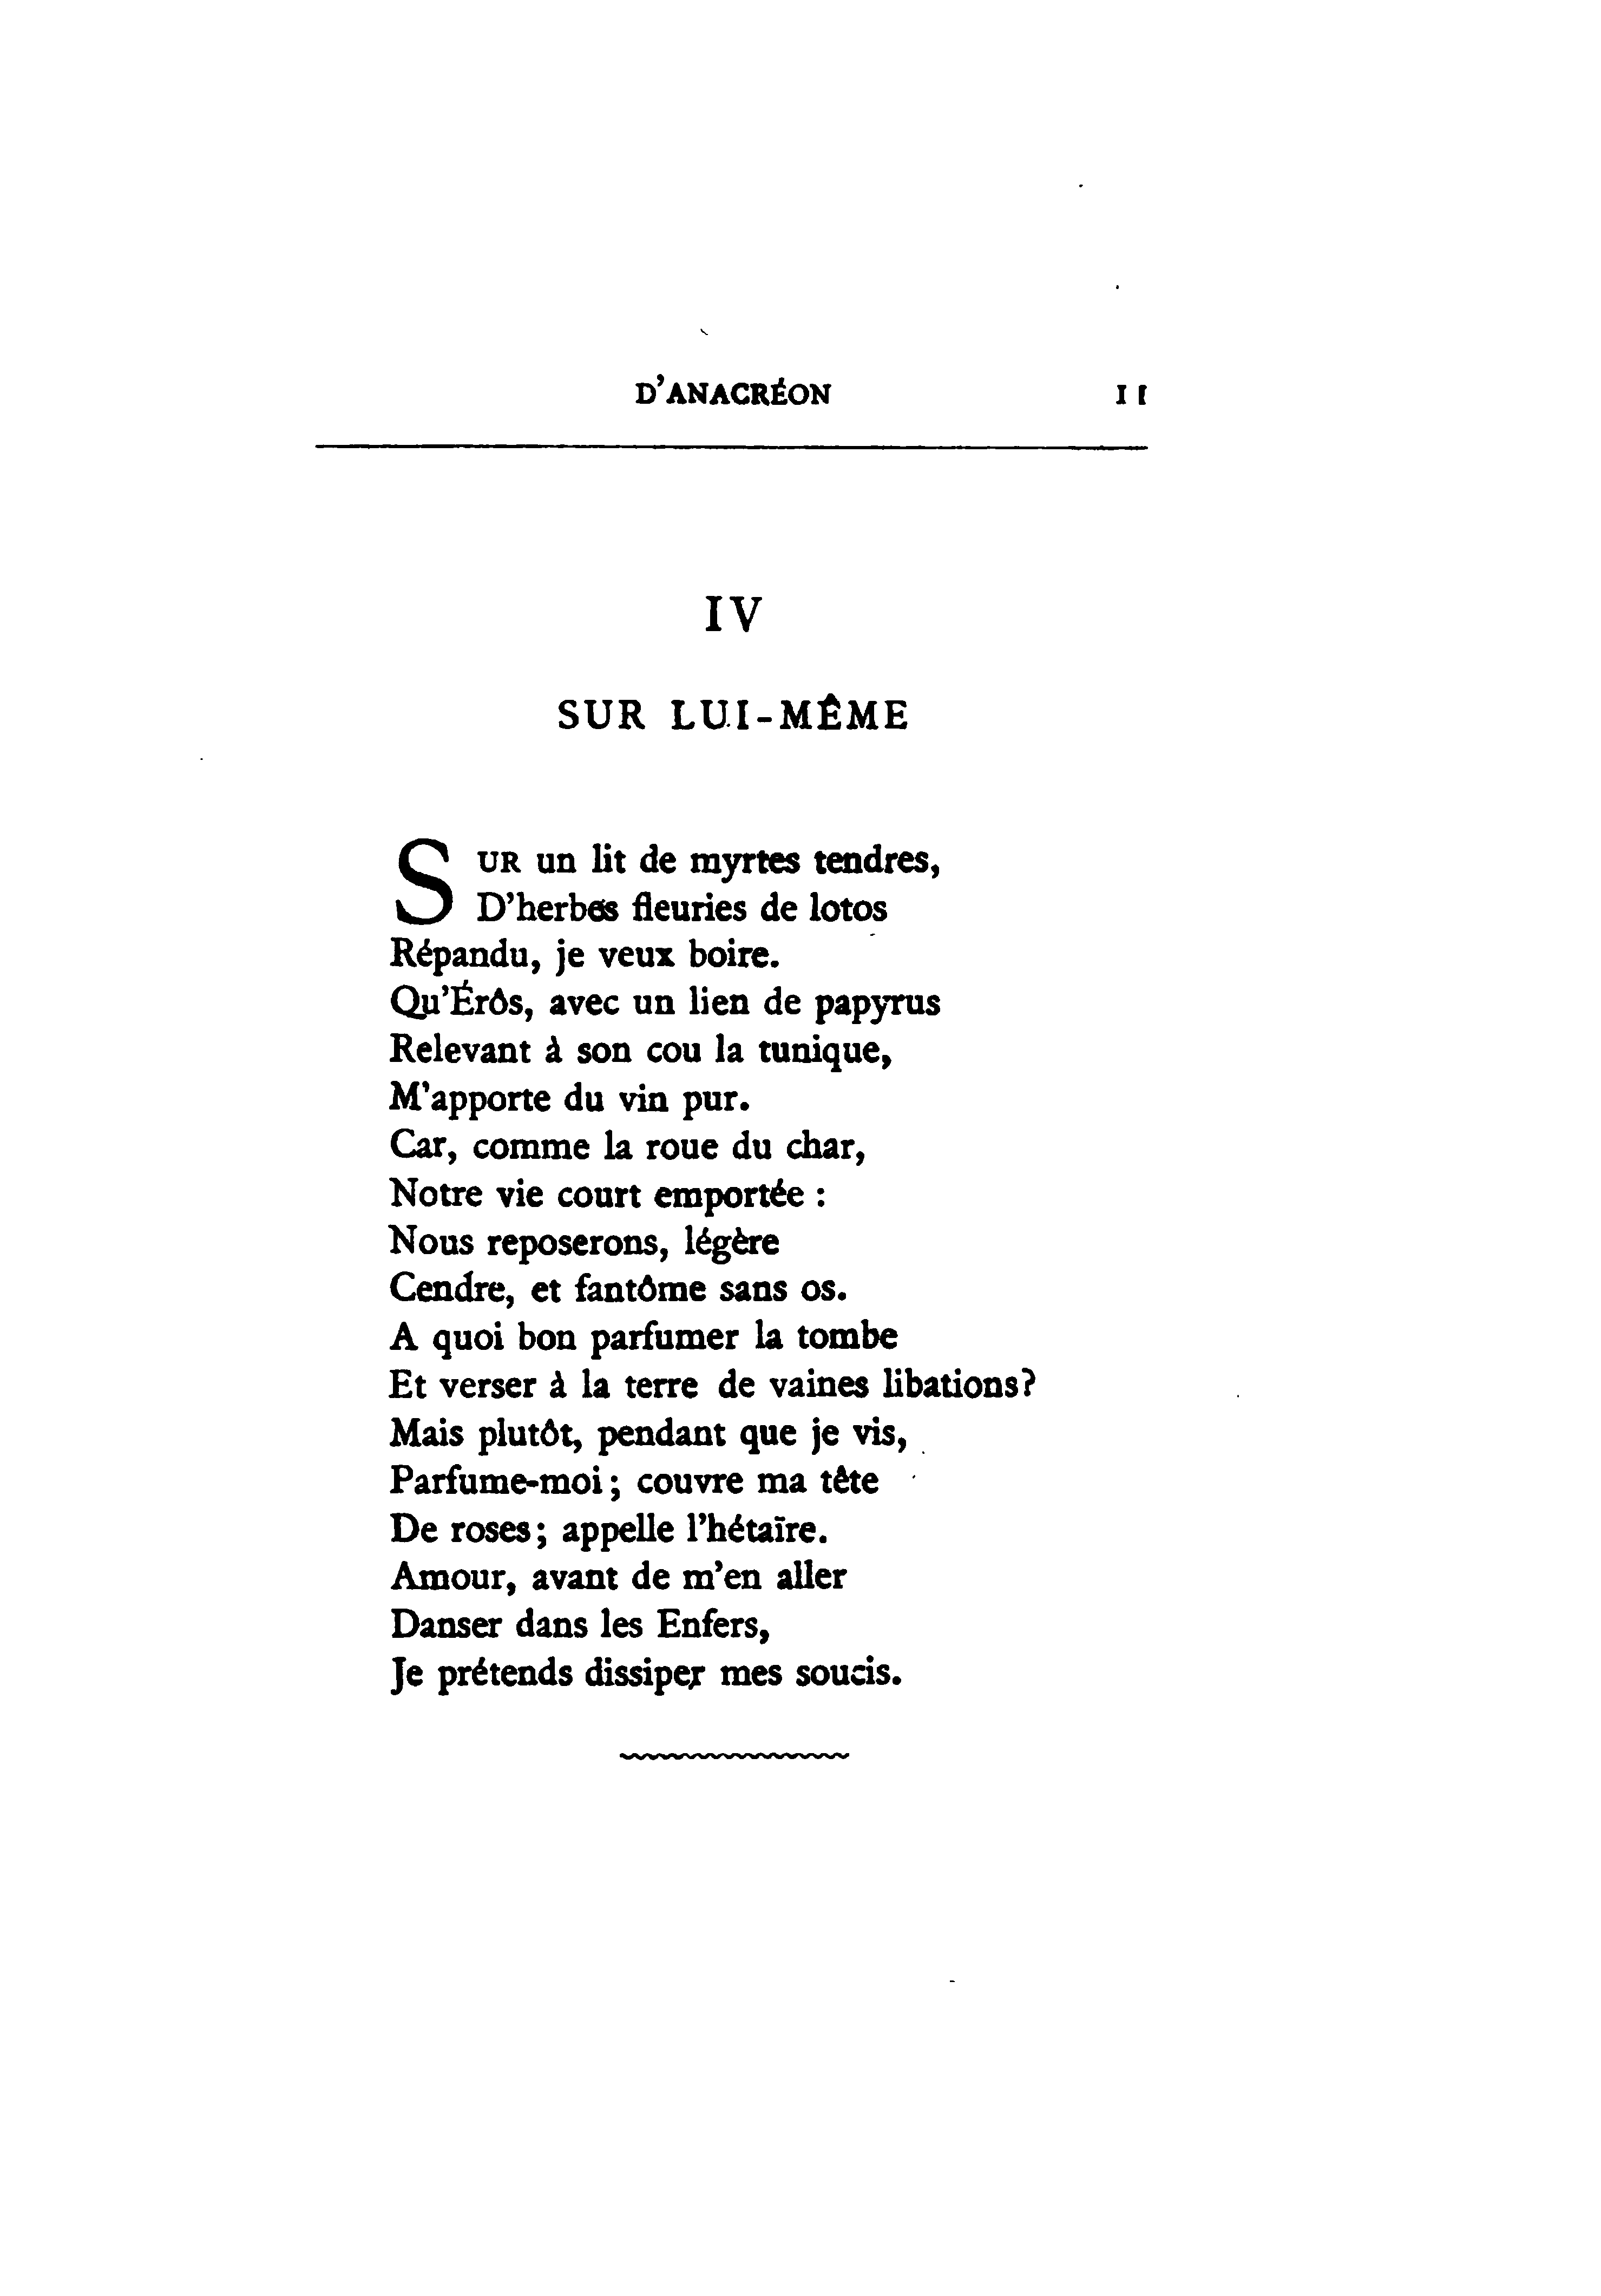 D'ANACRÉON 11
IV
SUR LUI-MÊME
SUR un lit de myrtes tendres,
D'herbes fleuries de lotos
Répandu, je veux boire.
Qu'Érôs, avec un lien de papyrus
Relevant à son cou la tunique,
M'apporte du vin pur.
Car, comme la roue du char,
Notre vie court emportée :
Nous reposerons, légère
Cendre, et fantôme sans os.
A quoi bon parfumer la tombe
Et verser à la terre de vaines libations?
Mais plutôt, pendant que je vis,
Parfume-moi ; couvre ma tête
De roses ; appelle l'hétaïre.
Amour, avant de m'en aller
Danser dans les Enfers,
Je prétends dissiper mes soucis.